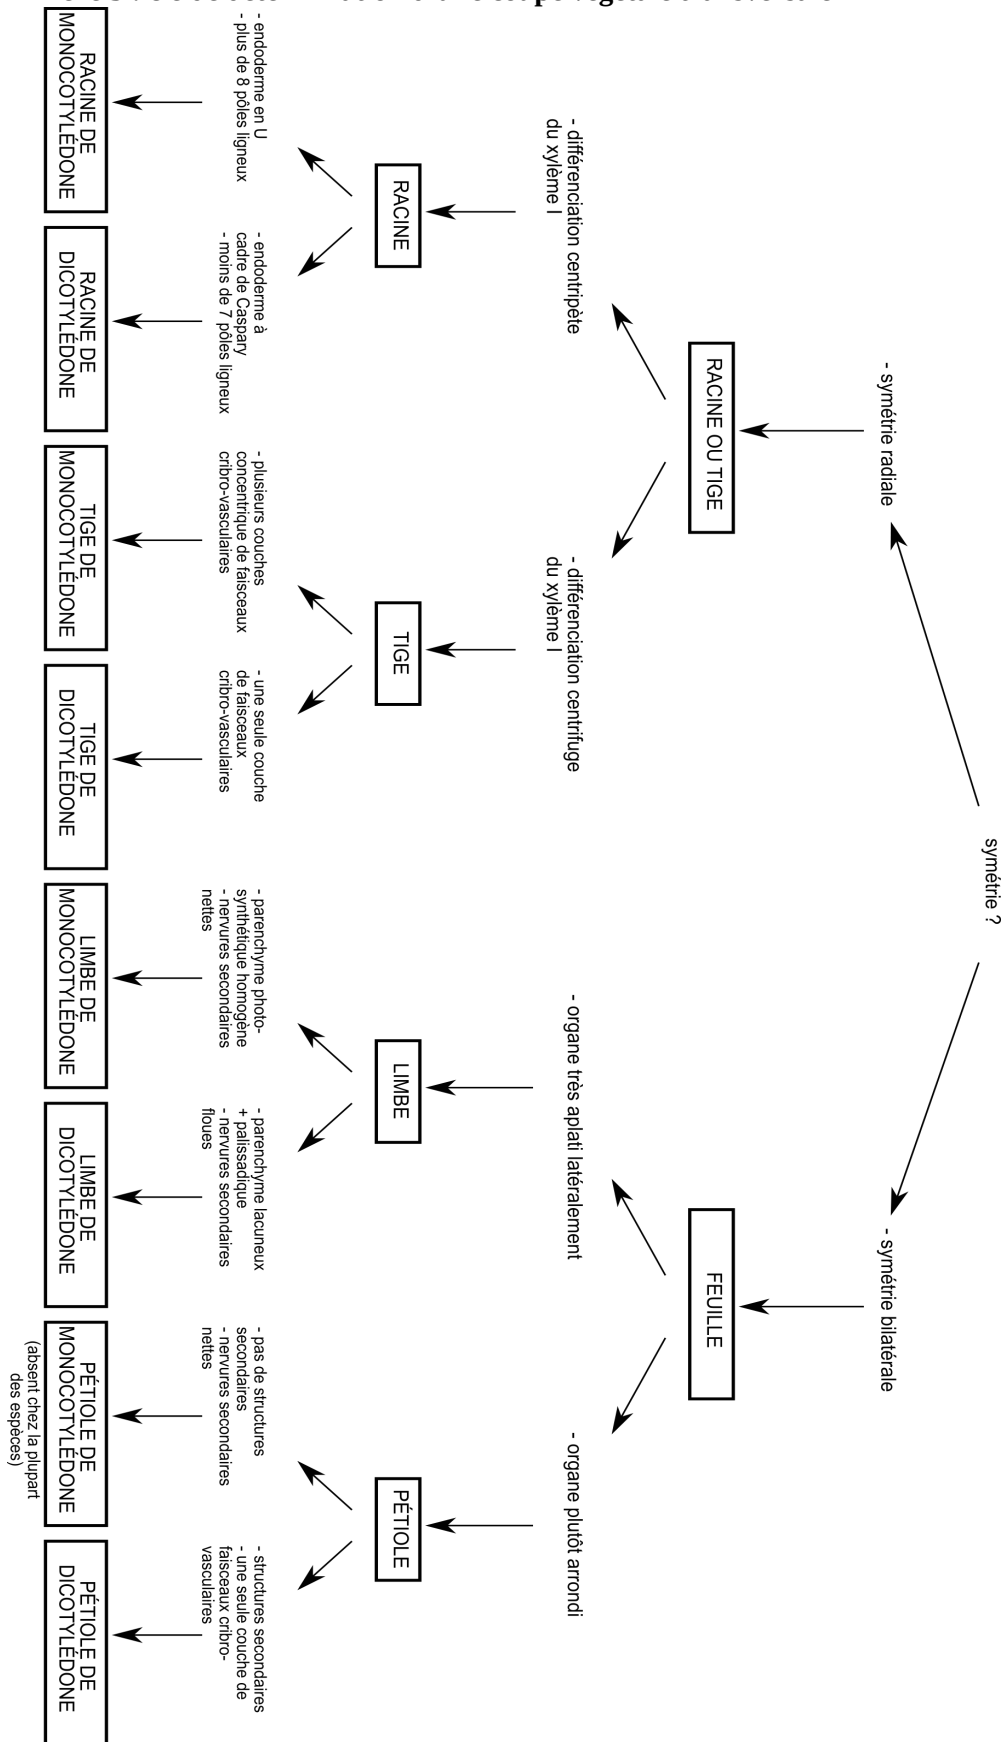 coupe végétale
symétrie ?
- symétrie radiale
- symétrie bilatérale
RACINE OU TIGE
FEUILLE
- différenciation centripète
du xylème I
- différenciation centrifuge
du xylème I
- organe très aplati latéralement
- organe plutôt arrondi
RACINE
TIGE
LIMBE
PÉTIOLE
- endoderme en U
- plus de 8 pôles ligneux
- endoderme à
cadre de Caspary
- moins de 7 pôles ligneux
- plusieurs couches
concentrique de faisceaux
cribro-vasculaires
- une seule couche
de faisceaux
cribro-vasculaires
- parenchyme photo-
synthétique homogène
- nervures secondaires
nettes
- parenchyme lacuneux
+ palissadique
- nervures secondaires
floues
- pas de structures
secondaires
- nervures secondaires
nettes
- structures secondaires
- une seule couche de
faisceaux cribro-
vasculaires
RACINE DE
MONOCOTYLÉDONE
RACINE DE
DICOTYLÉDONE
TIGE DE
MONOCOTYLÉDONE
TIGE DE
DICOTYLÉDONE
LIMBE DE
MONOCOTYLÉDONE
LIMBE DE
DICOTYLÉDONE
PÉTIOLE DE
MONOCOTYLÉDONE
(absent chez la plupart
des espèces)
PÉTIOLE DE
DICOTYLÉDONE